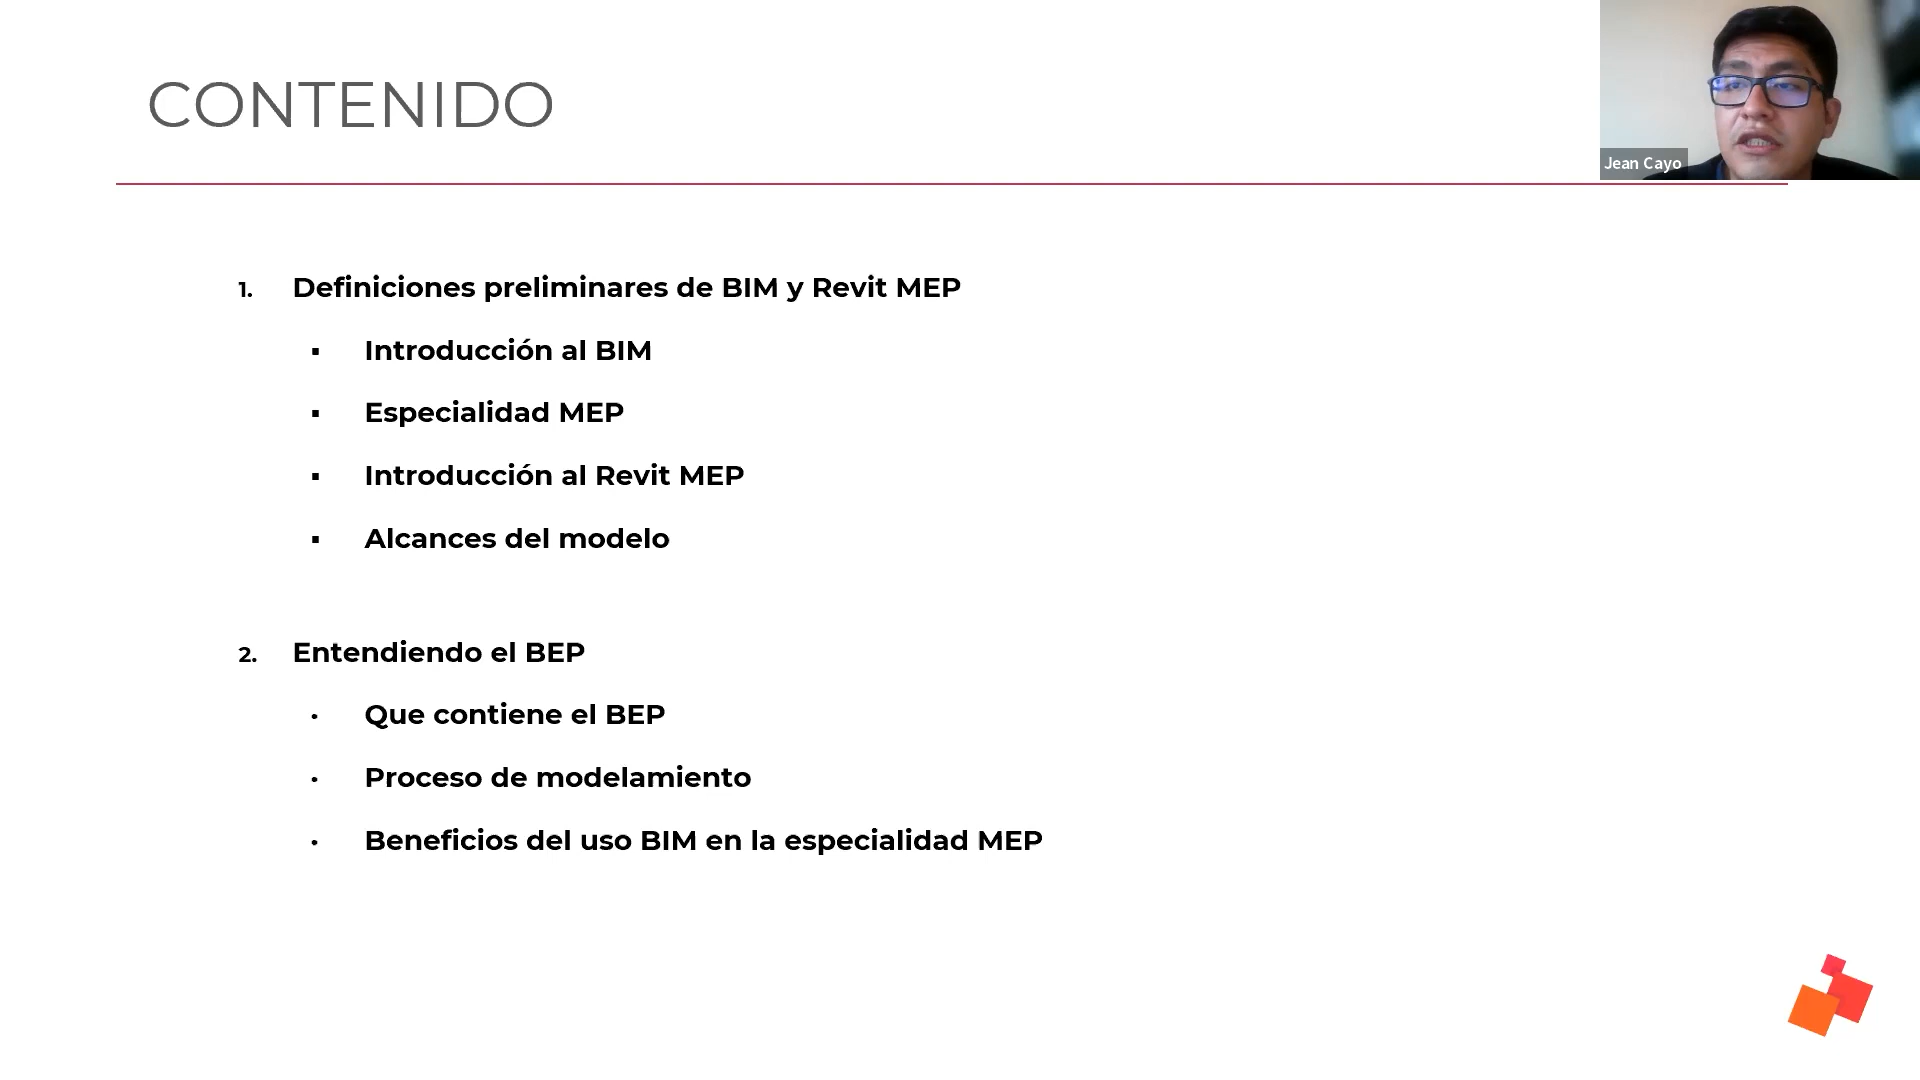 CONTENIDO
Jean Cayo
1. Definiciones preliminares de BIM y Revit MEP
▪ Introducción al BIM
▪ Especialidad MEP
▪ Introducción al Revit MEP
▪ Alcances del modelo
2. Entendiendo el BEP
• Que contiene el BEP
• Proceso de modelamiento
• Beneficios del uso BIM en la especialidad MEP